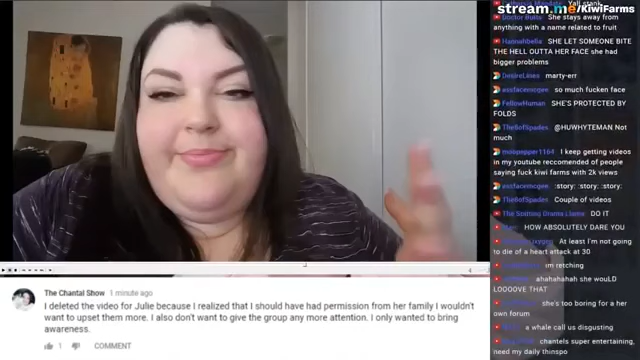 stream.me/KiwiFarms
Yall stank
Doctor Butts She stays away from
anything with a name related to fruit
Hannahbelle SHE LET SOMEONE BITE
THE HELL OUTTA HER FACE she had
bigger problems
marty-err
assfacemcgee so much fucken face
FellowHuman SHE'S PROTECTED BY
FOLDS
TheBofSpades @HUWHYTEMAN Not
much
molepepper1164 I keep getting videos
in my youtube reccomended of people
saying fuck kiwi farms with 2k views
assfacemcgee :story: :story: :story:
TheBofSpades Couple of videos
The Spitting Drama Llama DO IT
HOW ABSOLUTELY DARE YOU
At least I'm not going
to die of a heart attack at 30
im retching
ahahahahah she wouLD
LOOOOVE THAT
she's too boring for her
own forum
a whale call us disgusting
chantels super entertaining,
need my daily thinspo
The Chantal Show 1 minute ago
I deleted the video for Julie because I realized that I should have had permission from her family I wouldn't
want to upset them more. I also don't want to give the group any more attention. I only wanted to bring
awareness.
1 COMMENT